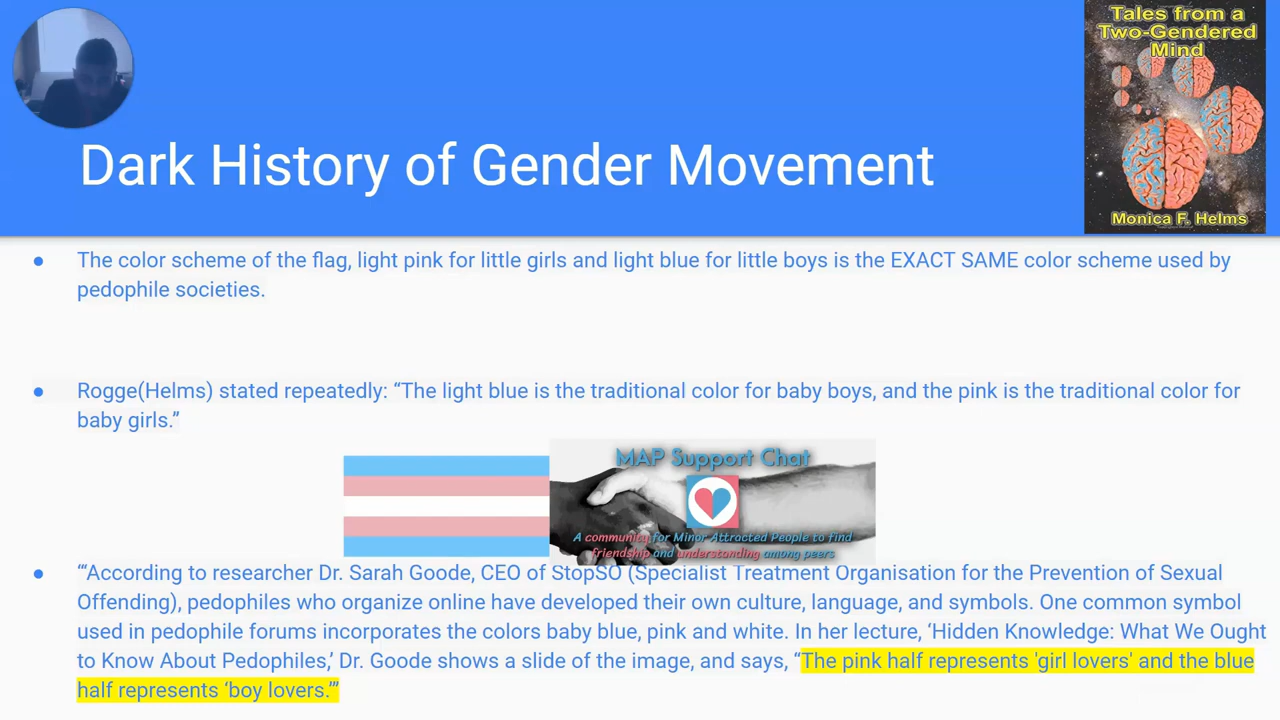 Tales from a
Two-Gendered
Mind
Monica F. Helms
Dark History of Gender Movement
● The color scheme of the flag, light pink for little girls and light blue for little boys is the EXACT SAME color scheme used by
pedophile societies.
● Rogge(Helms) stated repeatedly: “The light blue is the traditional color for baby boys, and the pink is the traditional color for
baby girls.”
MAP Support Chat
A community for Minor Attracted People to find
friendship and understanding among peers
● “‘According to researcher Dr. Sarah Goode, CEO of StopSO (Specialist Treatment Organisation for the Prevention of Sexual
Offending), pedophiles who organize online have developed their own culture, language, and symbols. One common symbol
used in pedophile forums incorporates the colors baby blue, pink and white. In her lecture, ‘Hidden Knowledge: What We Ought
to Know About Pedophiles,’ Dr. Goode shows a slide of the image, and says, “The pink half represents 'girl lovers' and the blue
half represents ‘boy lovers.’”